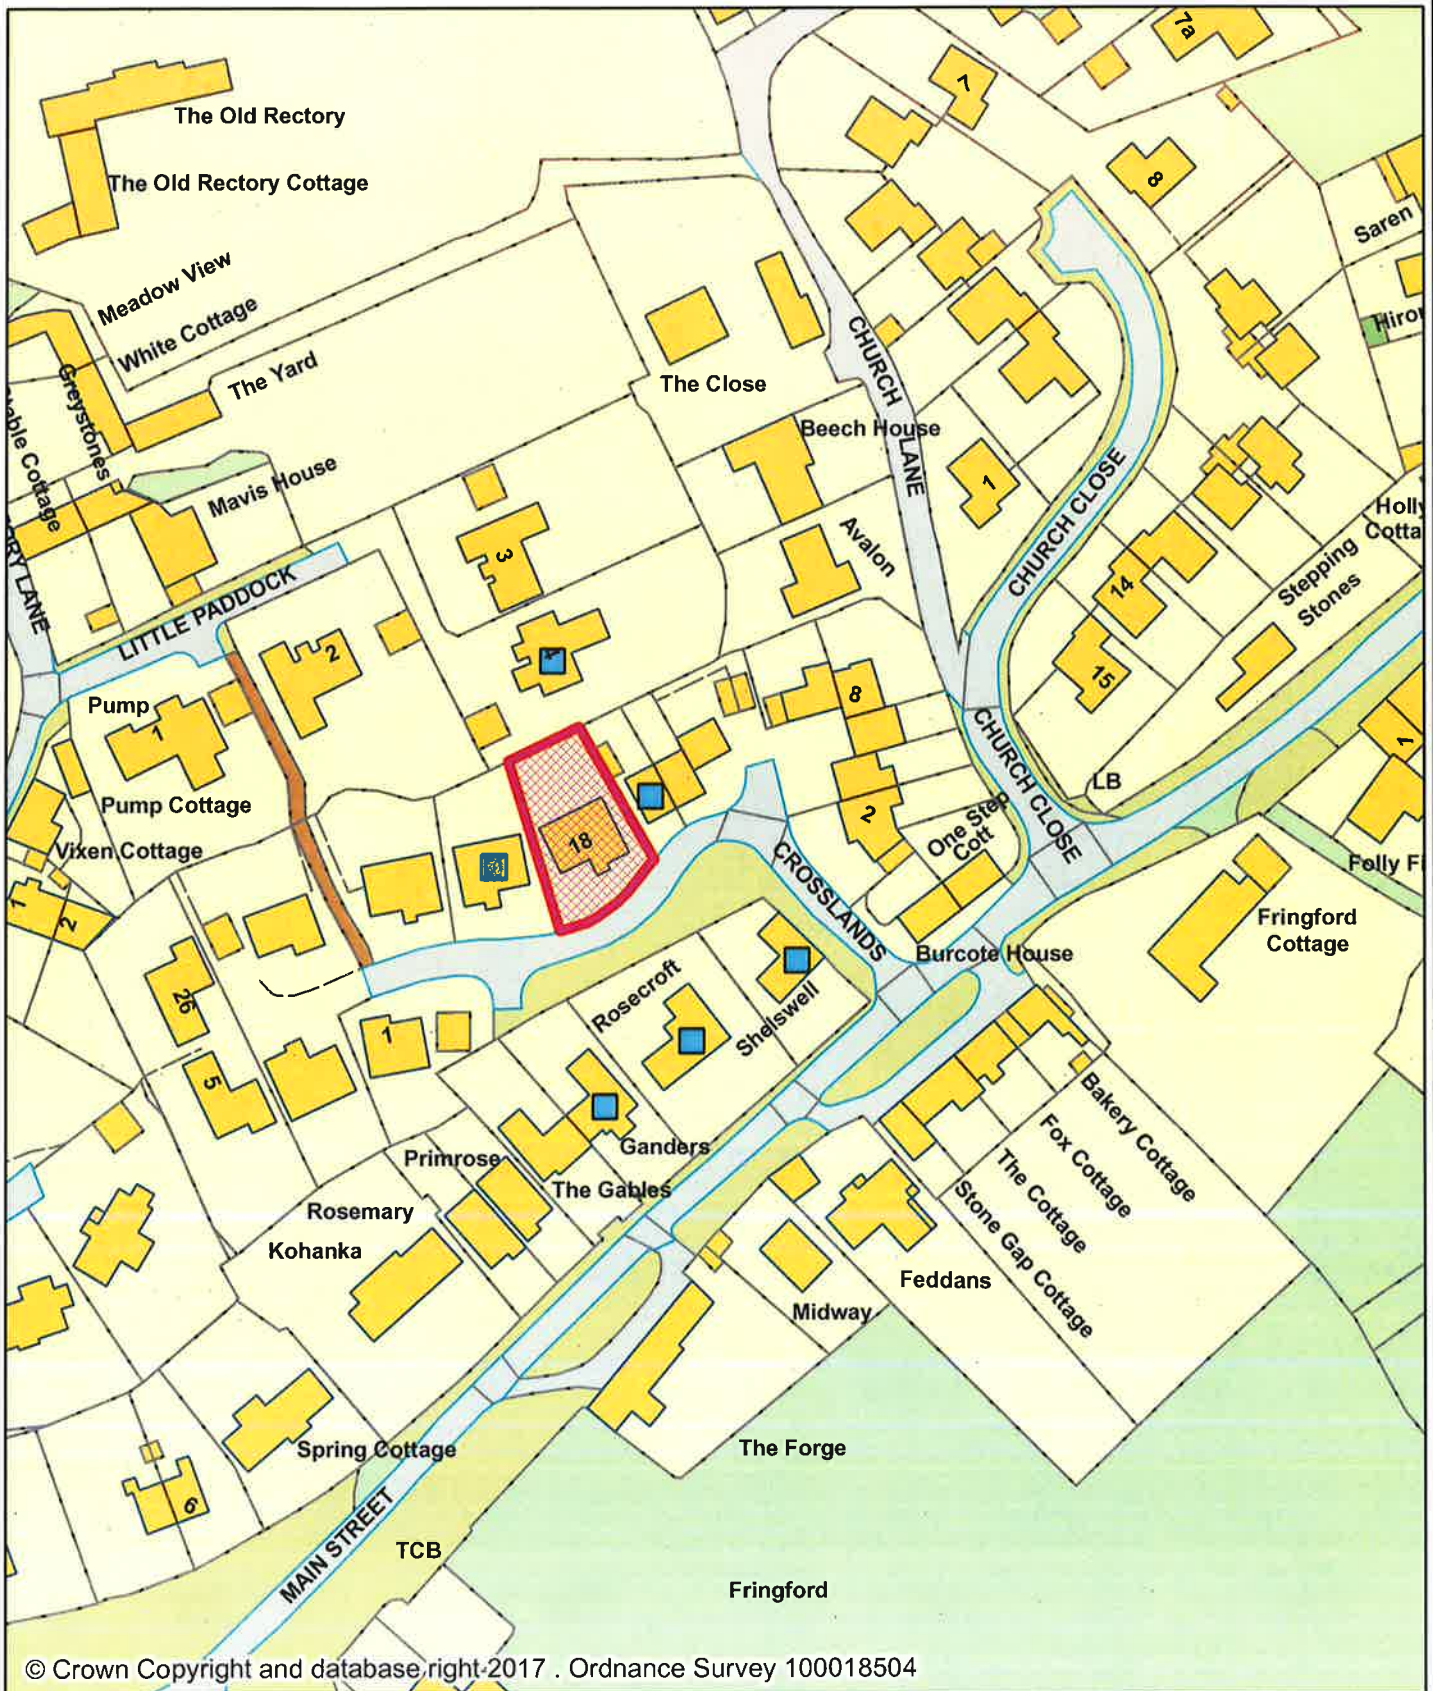 7a
7
The Old Rectory
The Old Rectory Cottage
8
Saren
Meadow View
White Cottage
The Yard
Greystones
Mavis House
CHURCH
LANE
The Close
Beech House
1
CHURCH CLOSE
Holly
Cotta
Stepping
Stones
3
Avalon
14
15
LITTLE PADDOCK
2
4
8
Pump
1
CHURCH CLOSE
LB
1
Pump Cottage
Vixen Cottage
18
2
One Step
Cott
CROSSLANDS
Folly F
1
2
Fringford
Cottage
Burcote House
26
Rosecroft
Shelswell
1
5
Bakery Cottage
Fox Cottage
The Cottage
Stone Gap Cottage
Primrose
Ganders
The Gables
Rosemary
Kohanka
Feddans
Midway
Spring Cottage
The Forge
6
MAIN STREET
TCB
Fringford
© Crown Copyright and database right 2017 . Ordnance Survey 100018504